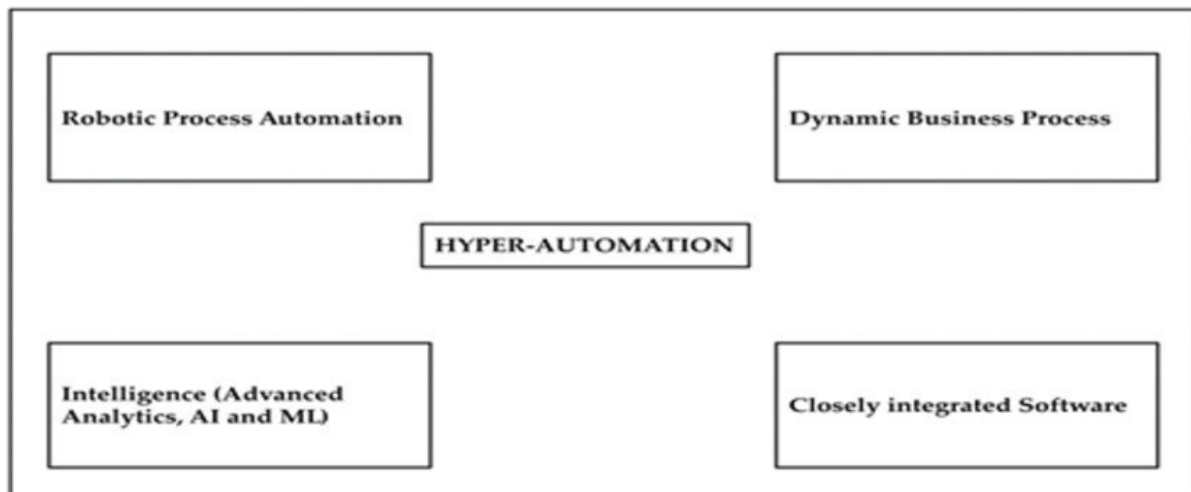 Robotic Process Automation
Dynamic Business Process
HYPER-AUTOMATION
Intelligence (Advanced
Analytics, AI and ML)
Closely integrated Software